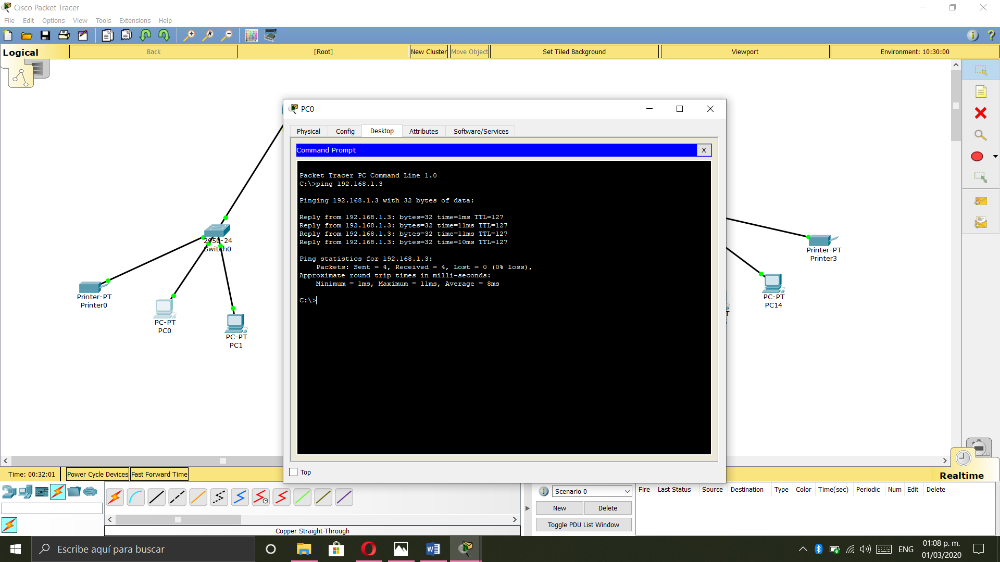 Cisco Packet Tracer
File Edit Options View Tools Extensions Help
Logical Back [Root] New Cluster Move Object Set Tiled Background Viewport Environment: 10:30:00
PC0
Physical Config Desktop Attributes Software/Services
Command Prompt X
Packet Tracer PC Command Line 1.0
C:\>ping 192.168.1.3
Pinging 192.168.1.3 with 32 bytes of data:
Reply from 192.168.1.3: bytes=32 time=1ms TTL=127
Reply from 192.168.1.3: bytes=32 time=11ms TTL=127
Reply from 192.168.1.3: bytes=32 time=11ms TTL=127
Reply from 192.168.1.3: bytes=32 time=10ms TTL=127
Ping statistics for 192.168.1.3:
Packets: Sent = 4, Received = 4, Lost = 0 (0% loss),
Approximate round trip times in milli-seconds:
Minimum = 1ms, Maximum = 11ms, Average = 8ms
C:\>
Top
2950-24
Switch0
Printer-PT
Printer0
PC-PT
PC0
PC-PT
PC1
Printer-PT
Printer3
PC-PT
PC14
T
Time: 00:32:01 Power Cycle Devices Fast Forward Time
Realtime
Copper Straight-Through
Scenario 0
New Delete
Toggle PDU List Window
Fire Last Status Source Destination Type Color Time(sec) Periodic Num Edit Delete
Escribe aquí para buscar
ENG
01:08 p. m.
01/03/2020